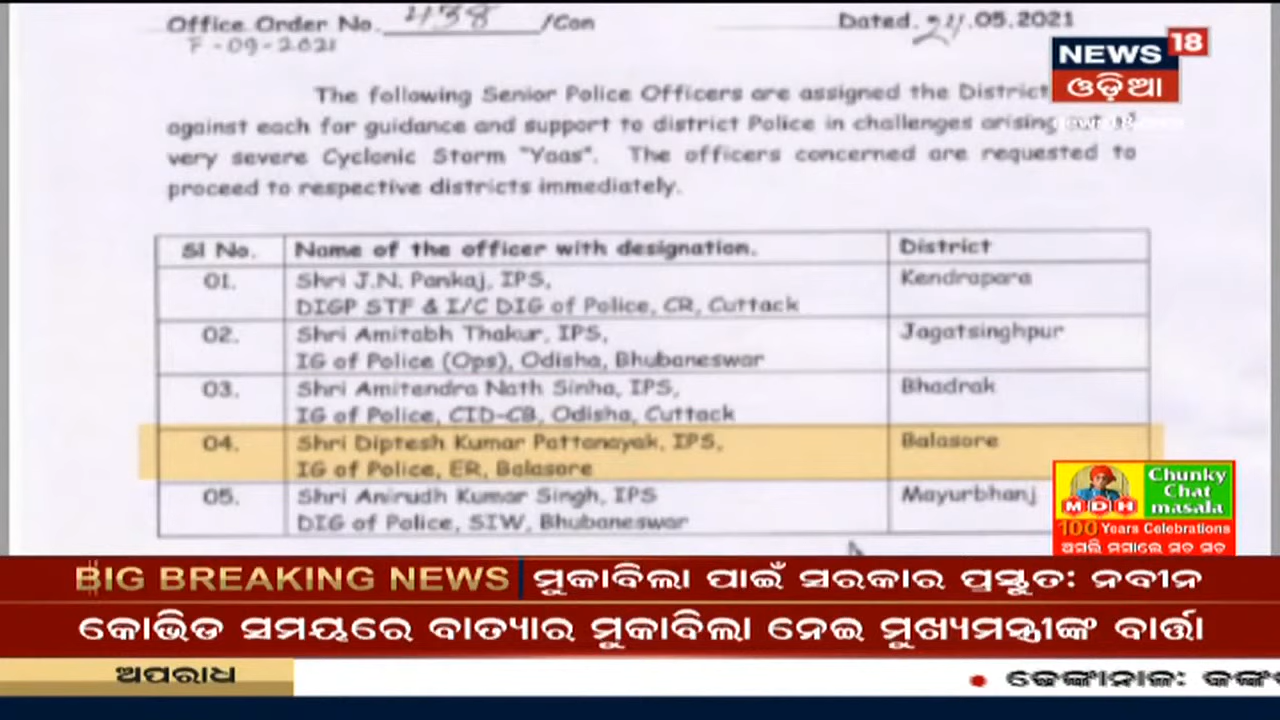 Office Order No. 438 /Con
Dated. 24.05.2021
F-09-2021
NEWS 18
ଓଡ଼ିଆ
The following Senior Police Officers are assigned the District
against each for guidance and support to district Police in challenges arising
very severe Cyclonic Storm "Yaas". The officers concerned are requested to
proceed to respective districts immediately.
Sl No. Name of the officer with designation. District
01. Shri J.N. Pankaj, IPS, Kendrapara
DIGP STF & I/C DIG of Police, CR, Cuttack
02. Shri Amitabh Thakur, IPS, Jagatsinghpur
IG of Police (Ops), Odisha, Bhubaneswar
03. Shri Amitendra Nath Sinha, IPS, Bhadrak
IG of Police, CID-CB, Odisha, Cuttack
04. Shri Diptesh Kumar Pattanayak, IPS, Balasore
IG of Police, ER, Balasore
05. Shri Anirudh Kumar Singh, IPS Mayurbhanj
DIG of Police, SIW, Bhubaneswar
Chunky
Chat
masala
MDH
100 Years Celebrations
ଅସଲି ମସାଲେ ସଚ ସଚ
BIG BREAKING NEWS ମୁକାବିଲା ପାଇଁ ସରକାର ପ୍ରସ୍ତୁତ: ନବୀନ
କୋଭିଡ ସମୟରେ ବାତ୍ୟାର ମୁକାବିଲା ନେଇ ମୁଖ୍ୟମନ୍ତ୍ରୀଙ୍କ ବାର୍ତ୍ତା
ଅପରାଧ
• ଢେଙ୍କାନାଳ: